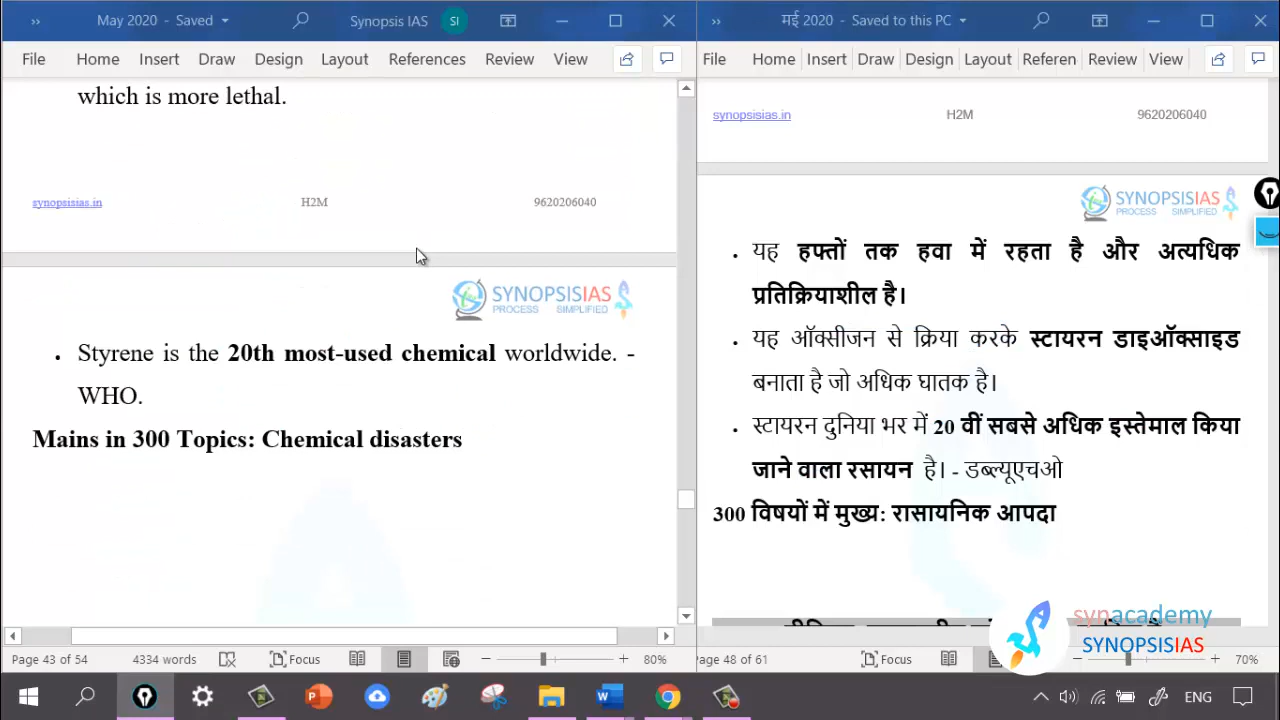 May 2020 - Saved
Synopsis IAS
SI
मई 2020 - Saved to this PC
File Home Insert Draw Design Layout References Review View
File Home Insert Draw Design Layout Referen Review View
which is more lethal.
synopsisias.in H2M 9620206040
SYNOPSISIAS
PROCESS SIMPLIFIED
• Styrene is the 20th most-used chemical worldwide. -
WHO.
Mains in 300 Topics: Chemical disasters
synopsisias.in H2M 9620206040
SYNOPSISIAS
PROCESS SIMPLIFIED
• यह हफ्तों तक हवा में रहता है और अत्यधिक
प्रतिक्रियाशील है।
• यह ऑक्सीजन से क्रिया करके स्टायरन डाइऑक्साइड
बनाता है जो अधिक घातक है।
• स्टायरन दुनिया भर में 20 वीं सबसे अधिक इस्तेमाल किया
जाने वाला रसायन है। - डब्ल्यूएचओ
300 विषयों में मुख्य: रासायनिक आपदा
synacademy
SYNOPSISIAS
Page 43 of 54 4334 words Focus 80%
Page 48 of 61 Focus 70%
ENG